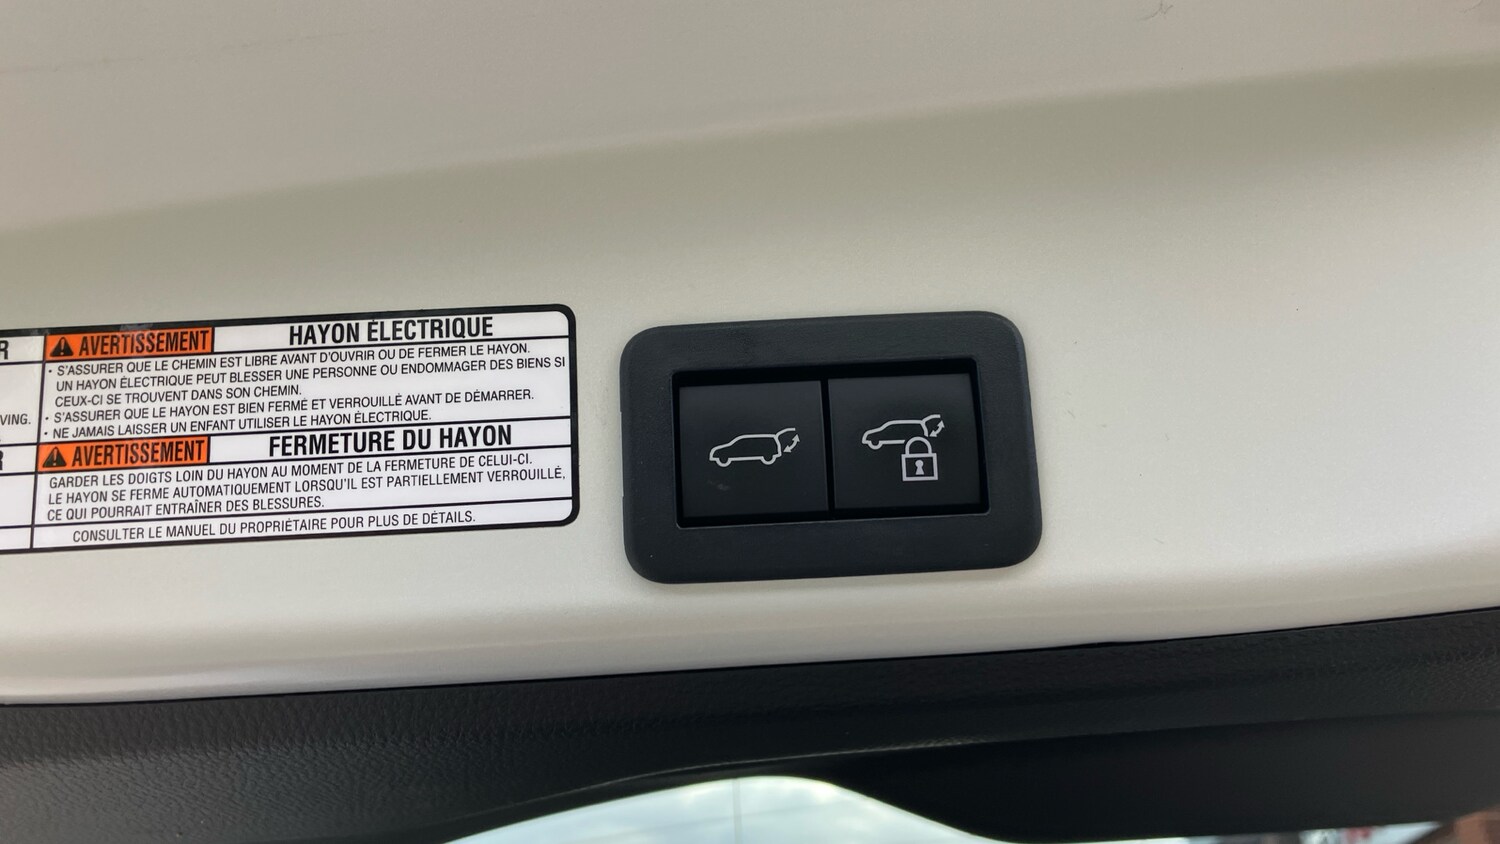 R
AVERTISSEMENT HAYON ÉLECTRIQUE
• S'ASSURER QUE LE CHEMIN EST LIBRE AVANT D'OUVRIR OU DE FERMER LE HAYON.
UN HAYON ÉLECTRIQUE PEUT BLESSER UNE PERSONNE OU ENDOMMAGER DES BIENS SI
CEUX-CI SE TROUVENT DANS SON CHEMIN.
VING.
• S'ASSURER QUE LE HAYON EST BIEN FERMÉ ET VERROUILLÉ AVANT DE DÉMARRER.
• NE JAMAIS LAISSER UN ENFANT UTILISER LE HAYON ÉLECTRIQUE.
R
AVERTISSEMENT FERMETURE DU HAYON
GARDER LES DOIGTS LOIN DU HAYON AU MOMENT DE LA FERMETURE DE CELUI-CI.
LE HAYON SE FERME AUTOMATIQUEMENT LORSQU'IL EST PARTIELLEMENT VERROUILLÉ,
CE QUI POURRAIT ENTRAÎNER DES BLESSURES.
CONSULTER LE MANUEL DU PROPRIÉTAIRE POUR PLUS DE DÉTAILS.